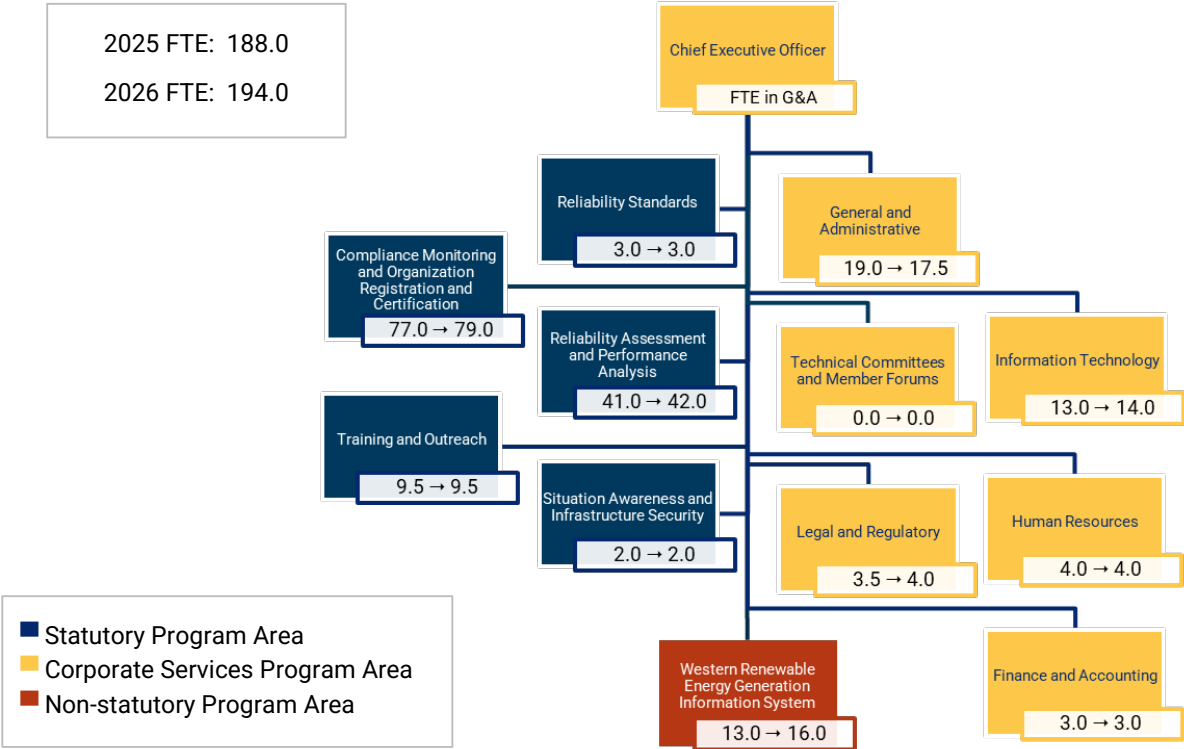 2025 FTE:  188.0
2026 FTE:  194.0
Chief Executive Officer
FTE in G&A
Reliability Standards
3.0 → 3.0
General and
Administrative
19.0 → 17.5
Compliance Monitoring
and Organization
Registration and
Certification
77.0 → 79.0
Reliability Assessment
and Performance
Analysis
41.0 → 42.0
Technical Committees
and Member Forums
0.0 → 0.0
Information Technology
13.0 → 14.0
Training and Outreach
9.5 → 9.5
Situation Awareness and
Infrastructure Security
2.0 → 2.0
Legal and Regulatory
3.5 → 4.0
Human Resources
4.0 → 4.0
Statutory Program Area
Corporate Services Program Area
Non-statutory Program Area
Western Renewable
Energy Generation
Information System
13.0 → 16.0
Finance and Accounting
3.0 → 3.0